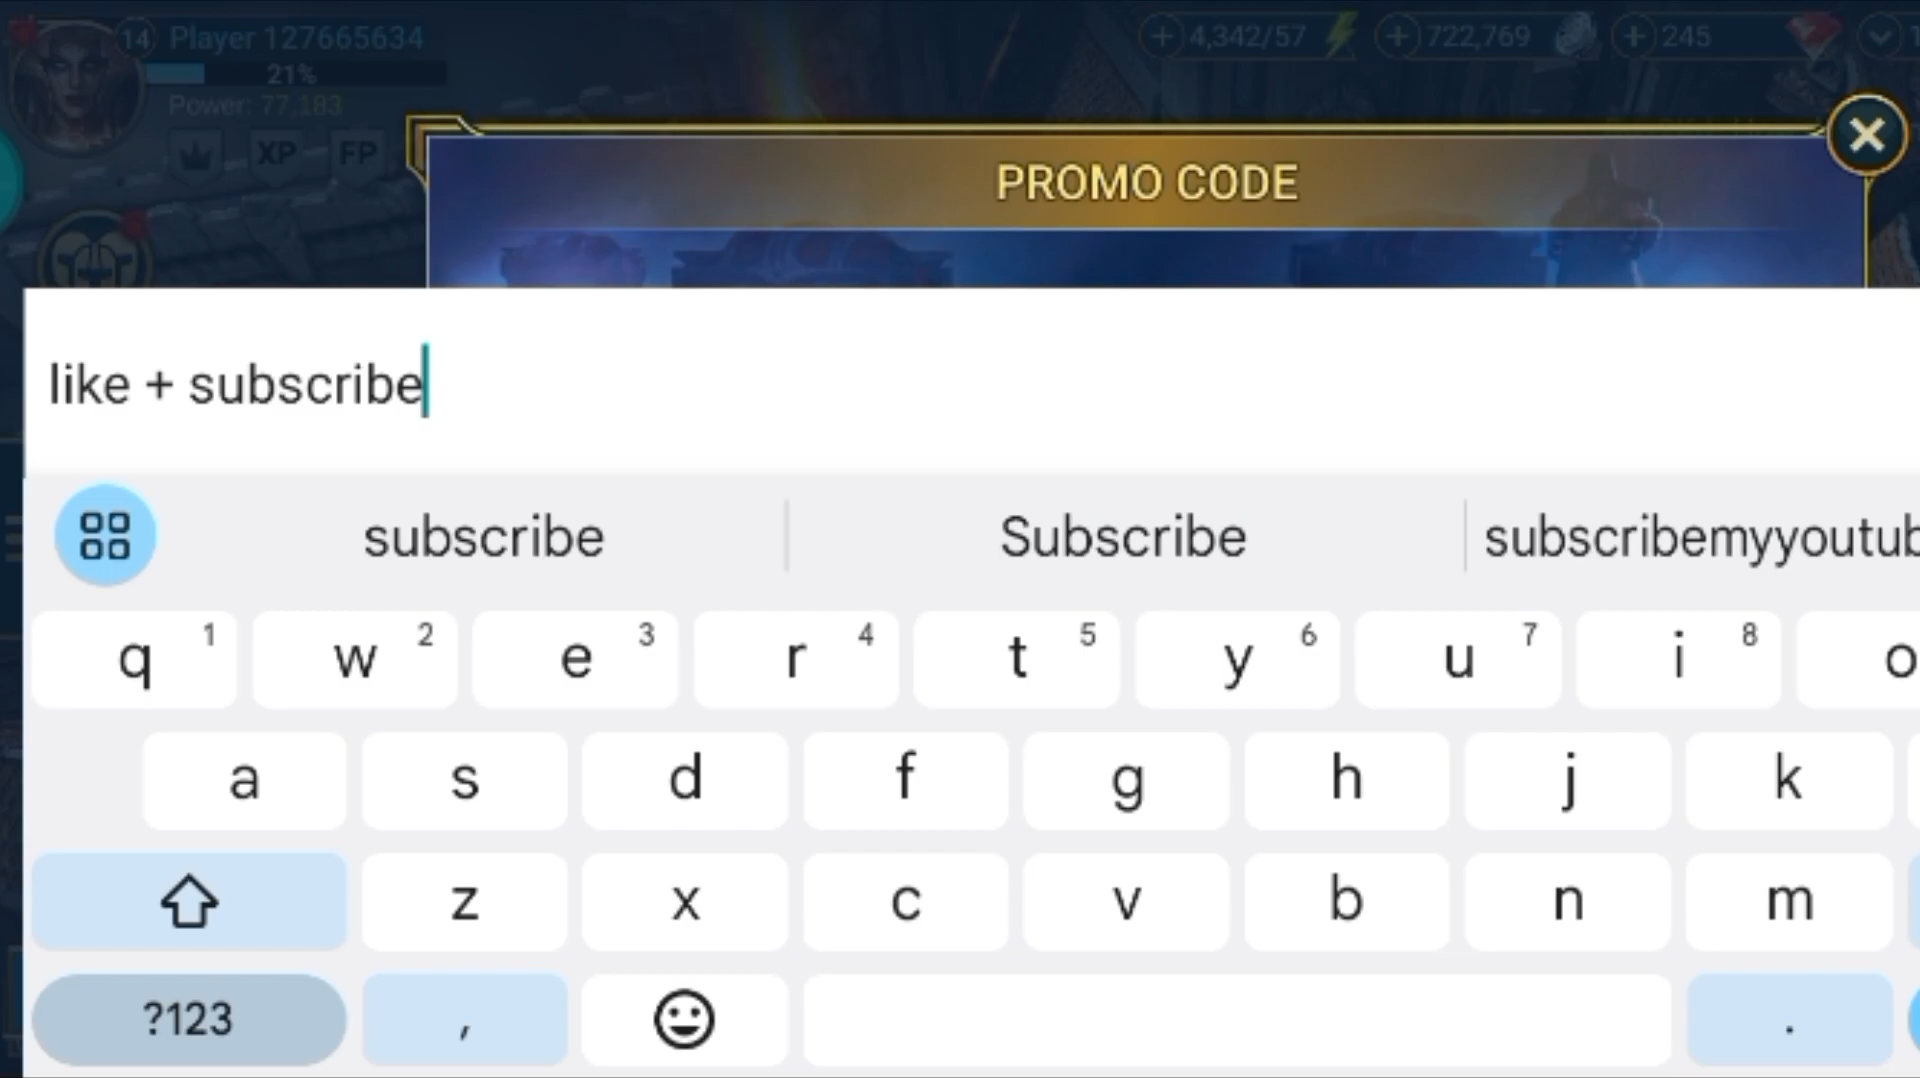 14 Player 127665634
4,342/57
722,769
245
21%
Power: 77,183
XP
FP
PROMO CODE
like + subscribe
subscribe
Subscribe
subscribemyyoutub
q 1 w 2 e 3 r 4 t 5 y 6 u 7 i 8 o
a s d f g h j k
z x c v b n m
?123 , .